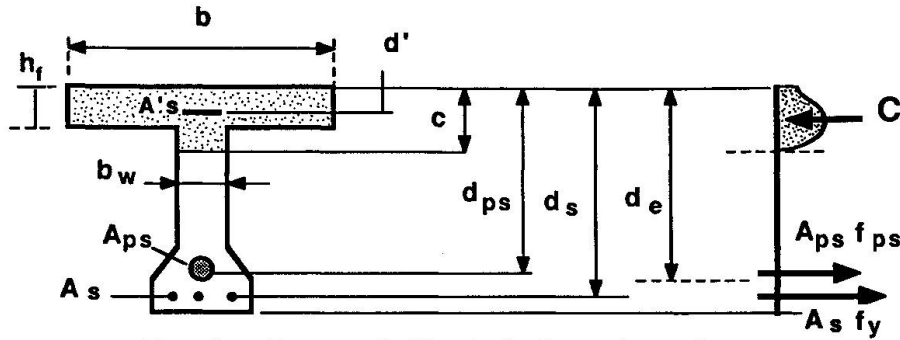 b
d'
h_f
A's
c
C
b_w
d_ps
d_s
d_e
A_ps
A_ps f_ps
A_s
A_s f_y